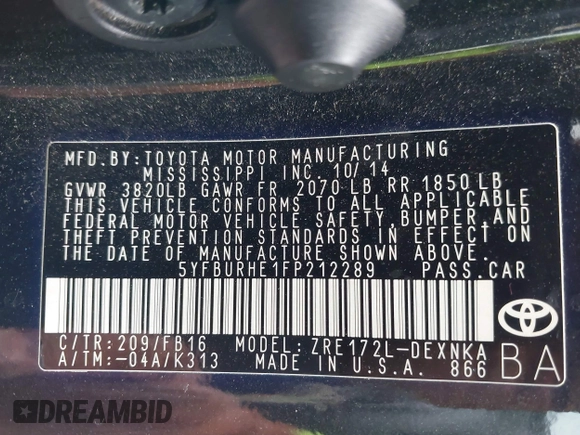 MFD.BY:TOYOTA MOTOR MANUFACTURING
MISSISSIPPI INC. 10/14
GVWR 3820LB GAWR FR 2070 LB RR 1850 LB
THIS VEHICLE CONFORMS TO ALL APPLICABLE
FEDERAL MOTOR VEHICLE SAFETY, BUMPER,AND
THEFT PREVENTION STANDARDS IN EFFECT ON
THE DATE OF MANUFACTURE SHOWN ABOVE.
5YFBURHE1FP212289 PASS.CAR
C/TR:209/FB16 MODEL: ZRE172L-DEXNKA
A/TM:-04A/K313 MADE IN U.S.A. 866
BA
DREAMBID